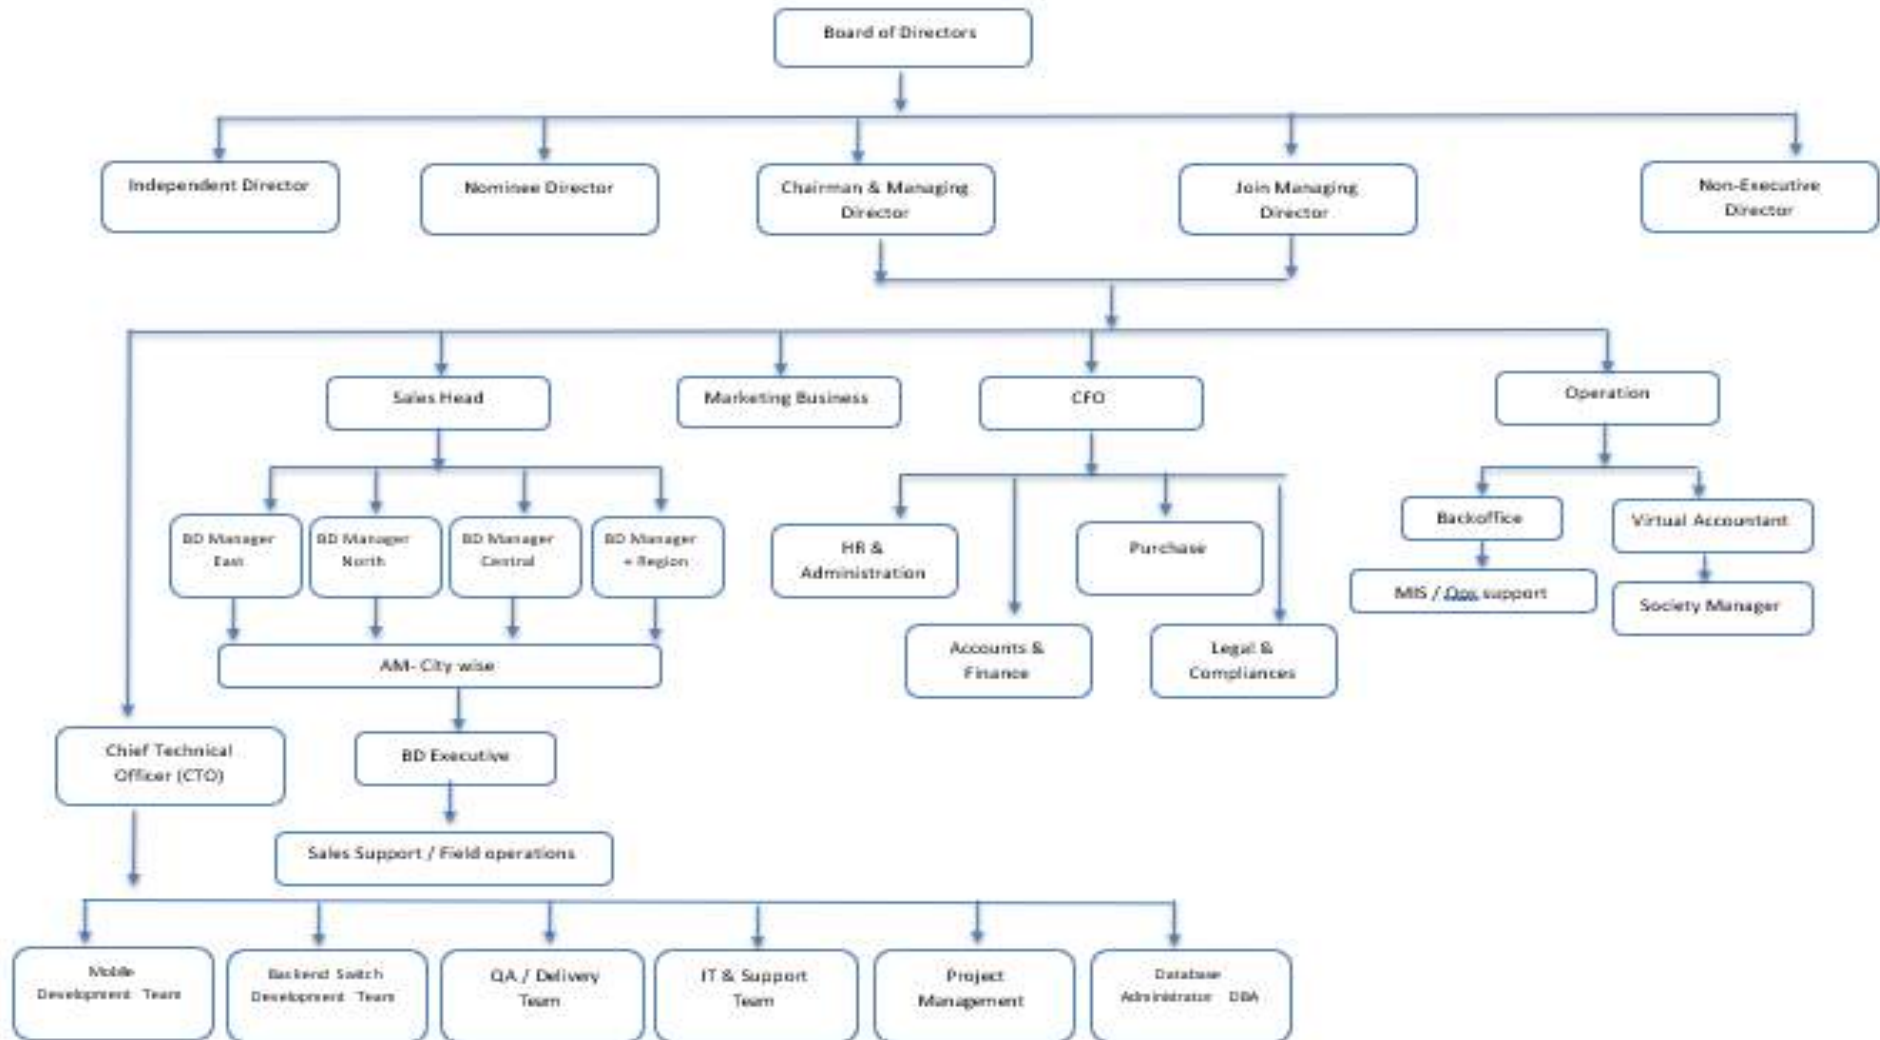 Board of Directors
Independent Director
Nominee Director
Chairman & Managing
Director
Join Managing
Director
Non-Executive
Director
Sales Head
Marketing Business
CFO
Operation
BD Manager
East
BD Manager
North
BD Manager
Central
BD Manager
+ Region
HR &
Administration
Purchase
Backoffice
Virtual Accountant
MIS / Ops support
Society Manager
AM- City wise
Accounts &
Finance
Legal &
Compliances
Chief Technical
Officer (CTO)
BD Executive
Sales Support / Field operations
Mobile
Development Team
Backend Switch
Development Team
QA / Delivery
Team
IT & Support
Team
Project
Management
Database
Administrator DBA